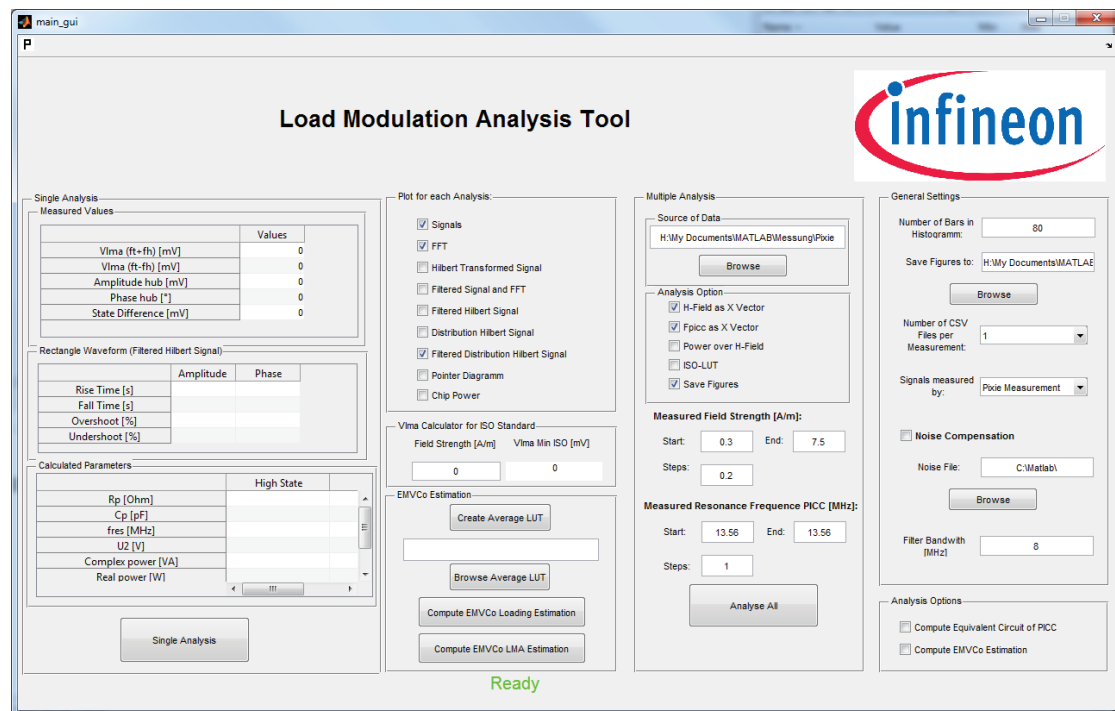 main_gui
P
Load Modulation Analysis Tool
infineon
Single Analysis
Measured Values
Values
Vlma (ft+fh) [mV] 0
Vlma (ft-fh) [mV] 0
Amplitude hub [mV] 0
Phase hub [°] 0
State Difference [mV] 0
Rectangle Waveform (Filtered Hilbert Signal)
Amplitude Phase
Rise Time [s]
Fall Time [s]
Overshoot [%]
Undershoot [%]
Calculated Parameters
High State
Rp [Ohm]
Cp [pF]
fres [MHz]
U2 [V]
Complex power [VA]
Real power [W]
Single Analysis
Plot for each Analysis:
Signals
FFT
Hilbert Transformed Signal
Filtered Signal and FFT
Filtered Hilbert Signal
Distribution Hilbert Signal
Filtered Distribution Hilbert Signal
Pointer Diagramm
Chip Power
Vlma Calculator for ISO Standard
Field Strength [A/m] Vlma Min ISO [mV]
0 0
EMVCo Estimation
Create Average LUT
Browse Average LUT
Compute EMVCo Loading Estimation
Compute EMVCo LMA Estimation
Ready
Multiple Analysis
Source of Data
H:\My Documents\MATLAB\Messung\Pixie
Browse
Analysis Option
H-Field as X Vector
Fpicc as X Vector
Power over H-Field
ISO-LUT
Save Figures
Measured Field Strength [A/m]:
Start: 0.3 End: 7.5
Steps: 0.2
Measured Resonance Frequency PICC [MHz]:
Start: 13.56 End: 13.56
Steps: 1
Analyse All
General Settings
Number of Bars in
Histogramm: 80
Save Figures to: H:\My Documents\MATLAB
Browse
Number of CSV
Files per
Measurement: 1
Signals measured
by: Pixie Measurement
Noise Compensation
Noise File: C:\Matlab\
Browse
Filter Bandwith
[MHz] 8
Analysis Options
Compute Equivalent Circuit of PICC
Compute EMVCo Estimation